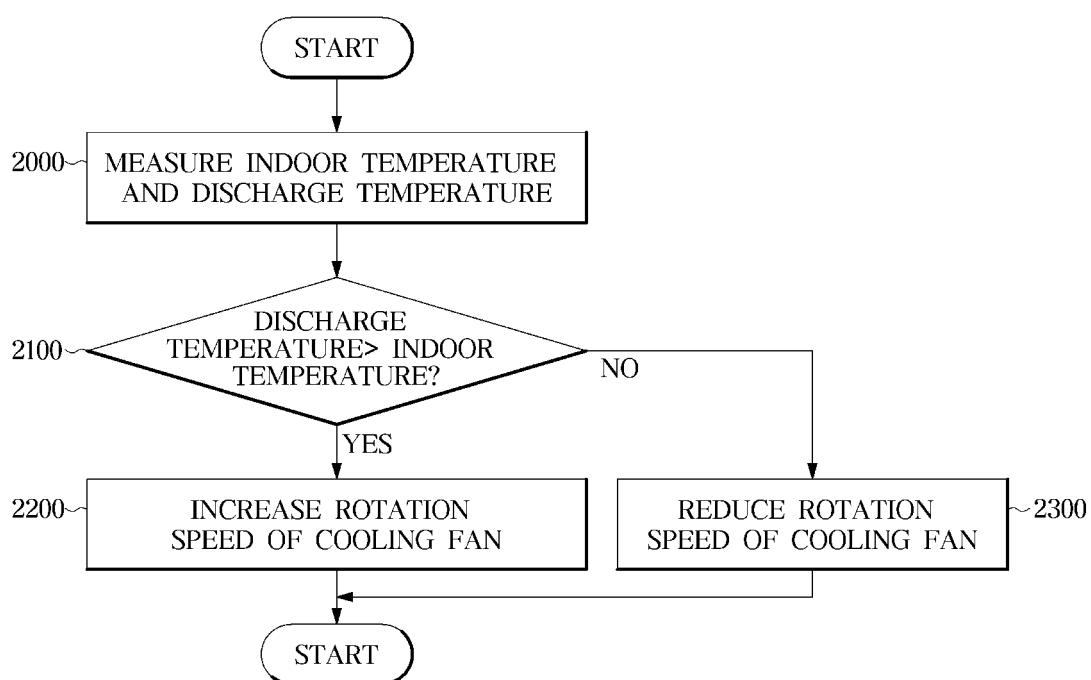 START
2000
MEASURE INDOOR TEMPERATURE
AND DISCHARGE TEMPERATURE
2100
DISCHARGE
TEMPERATURE> INDOOR
TEMPERATURE?
NO
YES
2200
INCREASE ROTATION
SPEED OF COOLING FAN
REDUCE ROTATION
SPEED OF COOLING FAN
2300
START